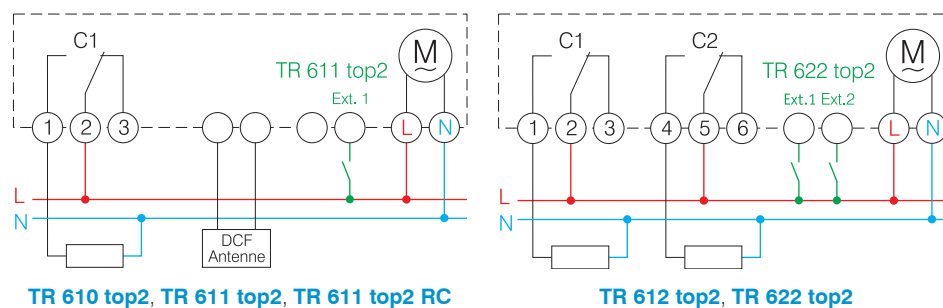 C1
M
TR 611 top2
Ext. 1
1 2 3 L N
L
N
DCF
Antenne
TR 610 top2, TR 611 top2, TR 611 top2 RC
C1 C2
M
TR 622 top2
Ext.1 Ext.2
1 2 3 4 5 6 L N
L
N
TR 612 top2, TR 622 top2